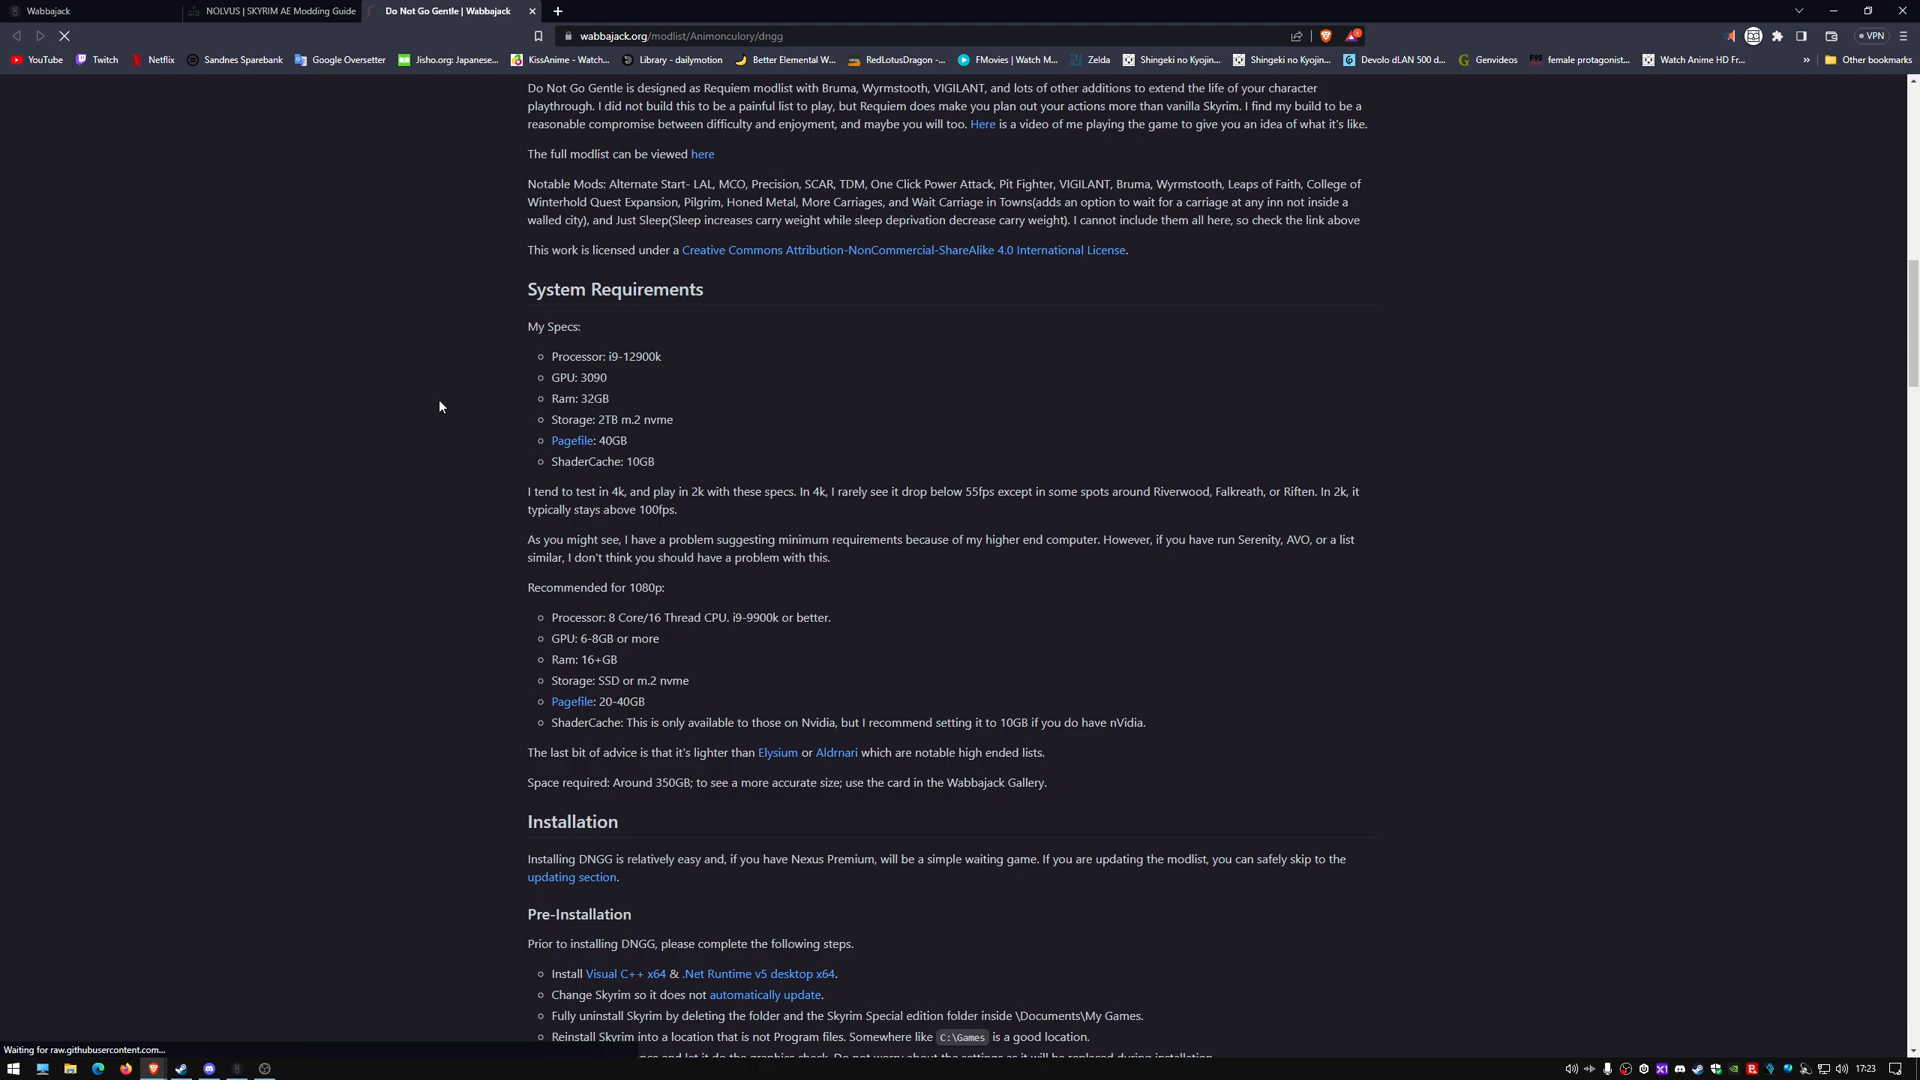 Wabbajack
NOLVUS | SKYRIM AE Modding Guide
Do Not Go Gentle | Wabbajack
wabbajack.org/modlist/Animonculory/dngg
VPN
YouTube
Twitch
Netflix
Sandnes Sparebank
Google Oversetter
Jisho.org: Japanese...
KissAnime - Watch...
Library - dailymotion
Better Elemental W...
RedLotusDragon -...
FMovies | Watch M...
Zelda
Shingeki no Kyojin...
Shingeki no Kyojin...
Devolo dLAN 500 d...
Genvideos
female protagonist...
Watch Anime HD Fr...
»
Other bookmarks
Do Not Go Gentle is designed as Requiem modlist with Bruma, Wyrmstooth, VIGILANT, and lots of other additions to extend the life of your character
playthrough. I did not build this to be a painful list to play, but Requiem does make you plan out your actions more than vanilla Skyrim. I find my build to be a
reasonable compromise between difficulty and enjoyment, and maybe you will too. Here is a video of me playing the game to give you an idea of what it's like.
The full modlist can be viewed here
Notable Mods: Alternate Start- LAL, MCO, Precision, SCAR, TDM, One Click Power Attack, Pit Fighter, VIGILANT, Bruma, Wyrmstooth, Leaps of Faith, College of
Winterhold Quest Expansion, Pilgrim, Honed Metal, More Carriages, and Wait Carriage in Towns(adds an option to wait for a carriage at any inn not inside a
walled city), and Just Sleep(Sleep increases carry weight while sleep deprivation decrease carry weight). I cannot include them all here, so check the link above
This work is licensed under a Creative Commons Attribution-NonCommercial-ShareAlike 4.0 International License.
System Requirements
My Specs:
Processor: i9-12900k
GPU: 3090
Ram: 32GB
Storage: 2TB m.2 nvme
Pagefile: 40GB
ShaderCache: 10GB
I tend to test in 4k, and play in 2k with these specs. In 4k, I rarely see it drop below 55fps except in some spots around Riverwood, Falkreath, or Riften. In 2k, it
typically stays above 100fps.
As you might see, I have a problem suggesting minimum requirements because of my higher end computer. However, if you have run Serenity, AVO, or a list
similar, I don't think you should have a problem with this.
Recommended for 1080p:
Processor: 8 Core/16 Thread CPU. i9-9900k or better.
GPU: 6-8GB or more
Ram: 16+GB
Storage: SSD or m.2 nvme
Pagefile: 20-40GB
ShaderCache: This is only available to those on Nvidia, but I recommend setting it to 10GB if you do have nVidia.
The last bit of advice is that it's lighter than Elysium or Aldrnari which are notable high ended lists.
Space required: Around 350GB; to see a more accurate size; use the card in the Wabbajack Gallery.
Installation
Installing DNGG is relatively easy and, if you have Nexus Premium, will be a simple waiting game. If you are updating the modlist, you can safely skip to the
updating section.
Pre-Installation
Prior to installing DNGG, please complete the following steps.
Install Visual C++ x64 & .Net Runtime v5 desktop x64.
Change Skyrim so it does not automatically update.
Fully uninstall Skyrim by deleting the folder and the Skyrim Special edition folder inside \Documents\My Games.
Reinstall Skyrim into a location that is not Program files. Somewhere like C:\Games is a good location.
Waiting for raw.githubusercontent.com...
and let it do the graphics check. Do not worry about the settings as it will be replaced during installation
17:23